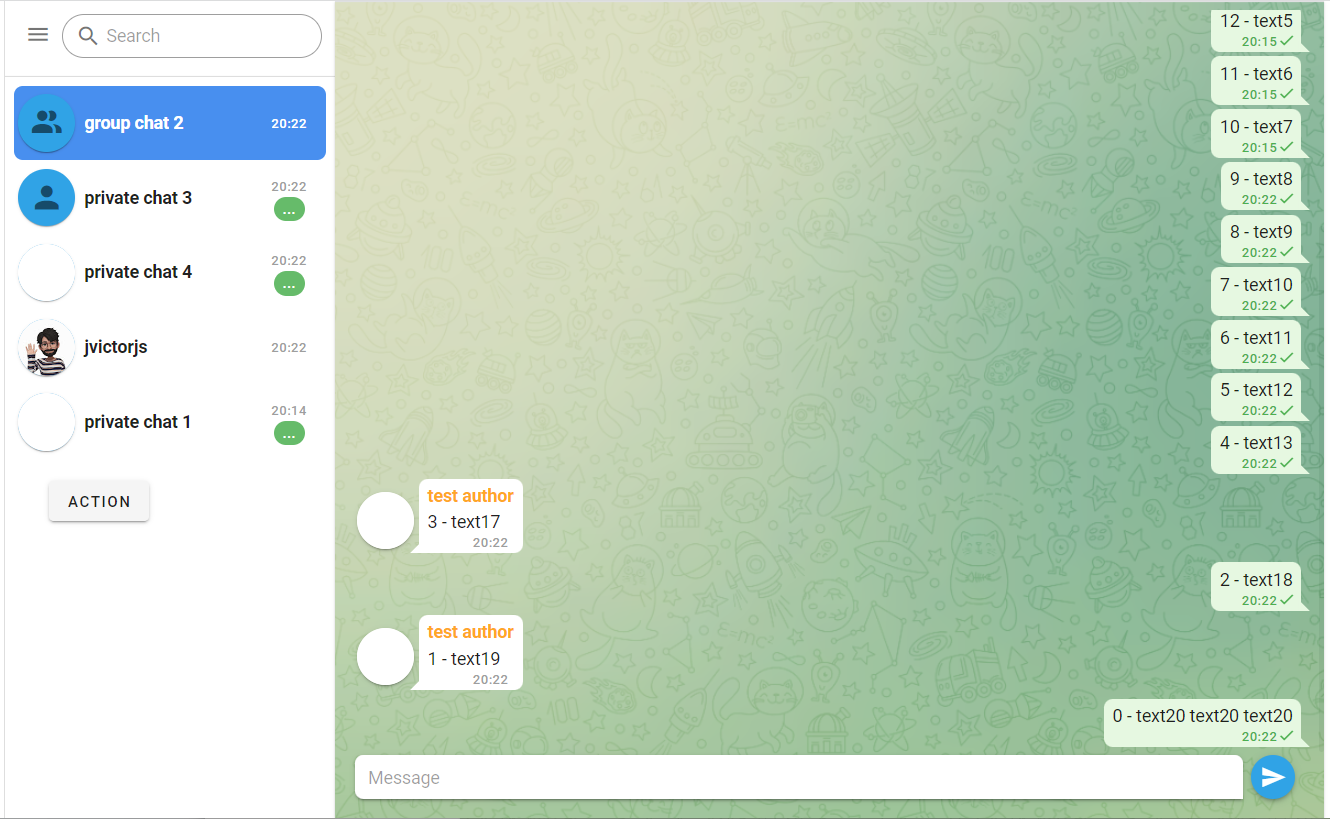 Search
group chat 2
20:22
private chat 3
20:22
...
private chat 4
20:22
...
jvictorjs
20:22
private chat 1
20:14
...
ACTION
12 - text5
20:15
11 - text6
20:15
10 - text7
20:15
9 - text8
20:22
8 - text9
20:22
7 - text10
20:22
6 - text11
20:22
5 - text12
20:22
4 - text13
20:22
test author
3 - text17
20:22
2 - text18
20:22
test author
1 - text19
20:22
0 - text20 text20 text20
20:22
Message